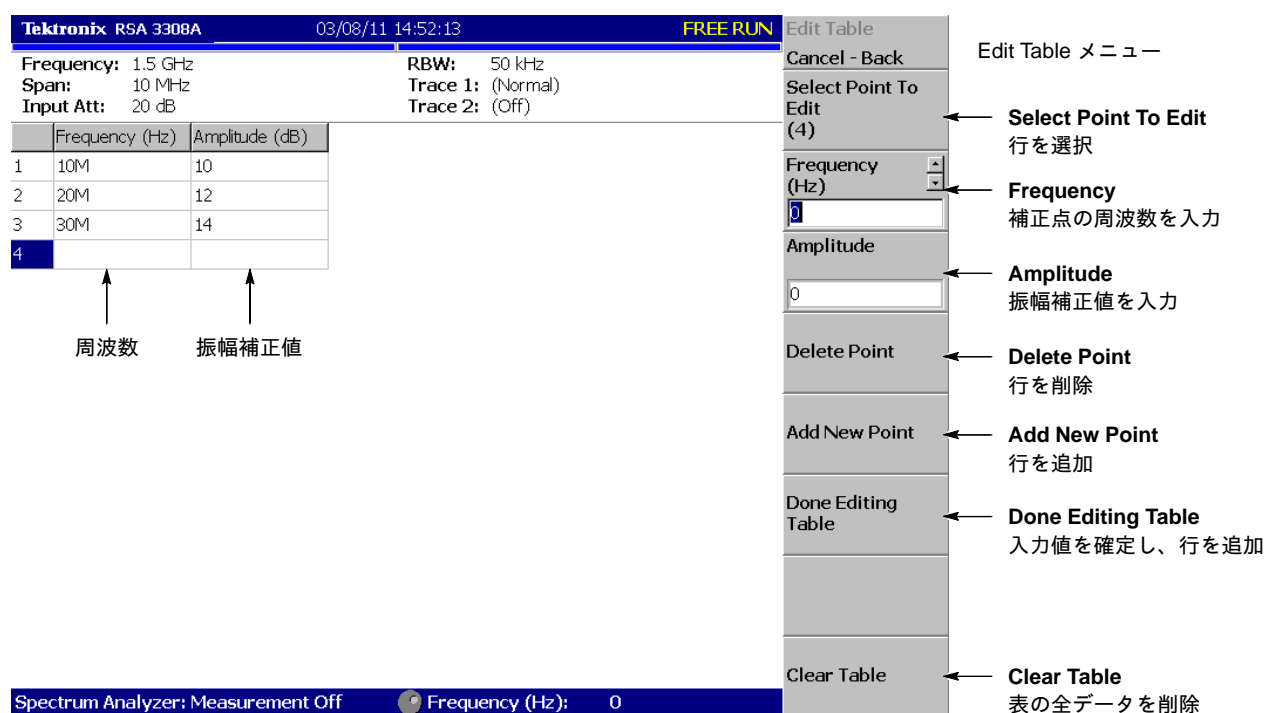 Tektronix RSA 3308A 03/08/11 14:52:13 FREE RUN
Frequency: 1.5 GHz RBW: 50 kHz
Span: 10 MHz Trace 1: (Normal)
Input Att: 20 dB Trace 2: (Off)
Frequency (Hz) Amplitude (dB)
1 10M 10
2 20M 12
3 30M 14
4
周波数 振幅補正値
Edit Table
Cancel - Back
Select Point To
Edit
(4)
Frequency
(Hz)
0
Amplitude
0
Delete Point
Add New Point
Done Editing
Table
Clear Table
Edit Table メニュー
Select Point To Edit
行を選択
Frequency
補正点の周波数を入力
Amplitude
振幅補正値を入力
Delete Point
行を削除
Add New Point
行を追加
Done Editing Table
入力値を確定し、行を追加
Clear Table
表の全データを削除
Spectrum Analyzer: Measurement Off Frequency (Hz): 0